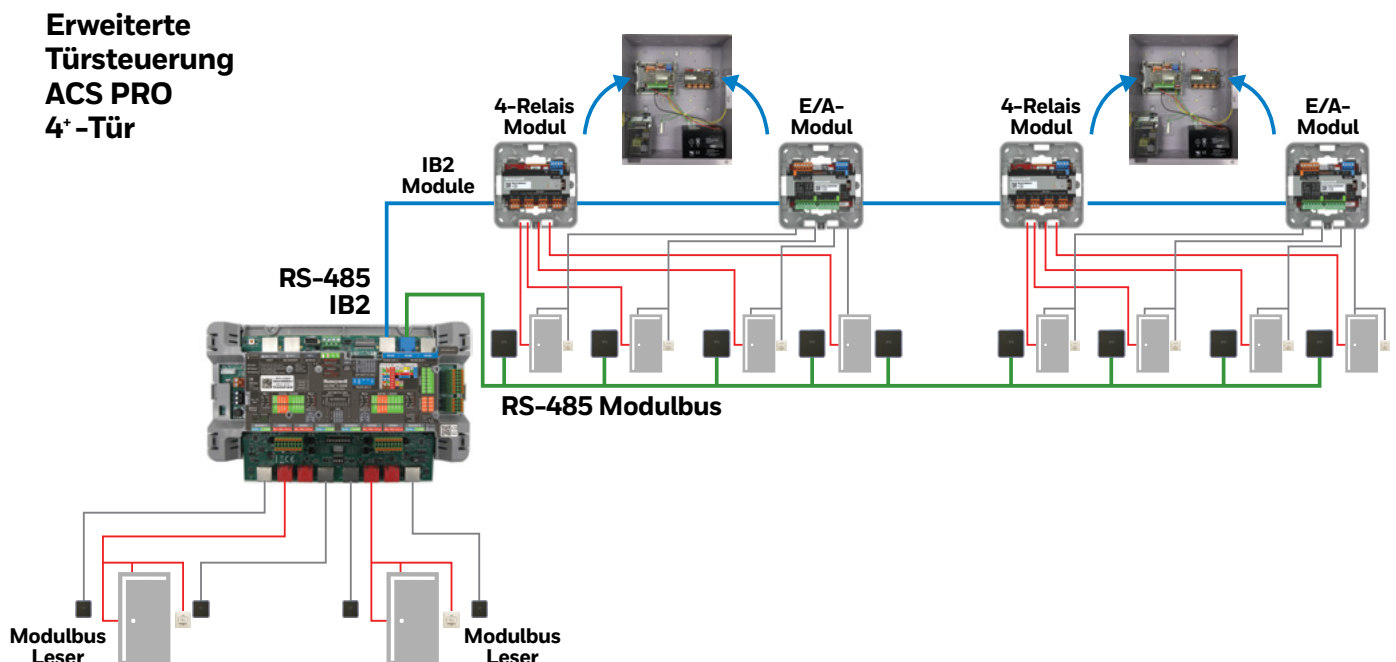 Erweiterte
Türsteuerung
ACS PRO
4⁺-Tür
4-Relais
Modul
E/A-
Modul
4-Relais
Modul
E/A-
Modul
IB2
Module
RS-485
IB2
RS-485 Modulbus
Honeywell
Modulbus
Leser
Modulbus
Leser